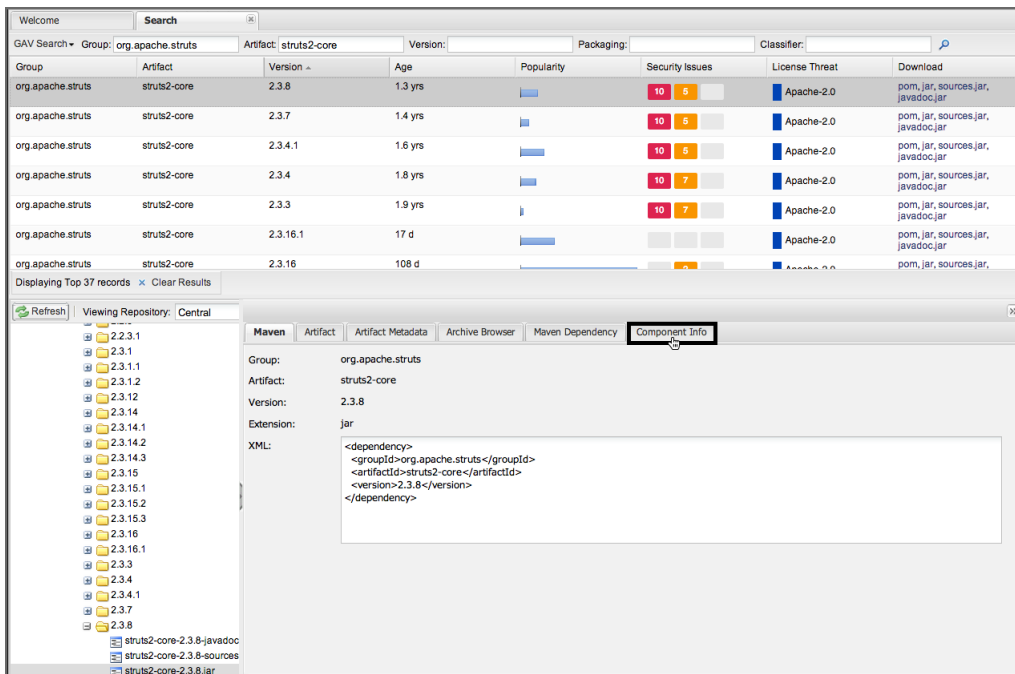 Welcome
Search
GAV Search Group: org.apache.struts Artifact: struts2-core Version: Packaging: Classifier:
Group Artifact Version Age Popularity Security Issues License Threat Download
org.apache.struts struts2-core 2.3.8 1.3 yrs 10 5 Apache-2.0 pom, jar, sources.jar,
javadoc.jar
org.apache.struts struts2-core 2.3.7 1.4 yrs 10 5 Apache-2.0 pom, jar, sources.jar,
javadoc.jar
org.apache.struts struts2-core 2.3.4.1 1.6 yrs 10 5 Apache-2.0 pom, jar, sources.jar,
javadoc.jar
org.apache.struts struts2-core 2.3.4 1.8 yrs 10 7 Apache-2.0 pom, jar, sources.jar,
javadoc.jar
org.apache.struts struts2-core 2.3.3 1.9 yrs 10 7 Apache-2.0 pom, jar, sources.jar,
javadoc.jar
org.apache.struts struts2-core 2.3.16.1 17 d Apache-2.0 pom, jar, sources.jar,
javadoc.jar
org.apache.struts struts2-core 2.3.16 108 d Apache-2.0 pom, jar, sources.jar,
Displaying Top 37 records × Clear Results
Refresh Viewing Repository: Central
2.2.3.1
2.3.1
2.3.1.1
2.3.1.2
2.3.12
2.3.14
2.3.14.1
2.3.14.2
2.3.14.3
2.3.15
2.3.15.1
2.3.15.2
2.3.15.3
2.3.16
2.3.16.1
2.3.3
2.3.4
2.3.4.1
2.3.7
2.3.8
struts2-core-2.3.8-javadoc
struts2-core-2.3.8-sources
struts2-core-2.3.8.jar
Maven Artifact Artifact Metadata Archive Browser Maven Dependency Component Info
Group: org.apache.struts
Artifact: struts2-core
Version: 2.3.8
Extension: jar
XML: <dependency>
<groupId>org.apache.struts</groupId>
<artifactId>struts2-core</artifactId>
<version>2.3.8</version>
</dependency>